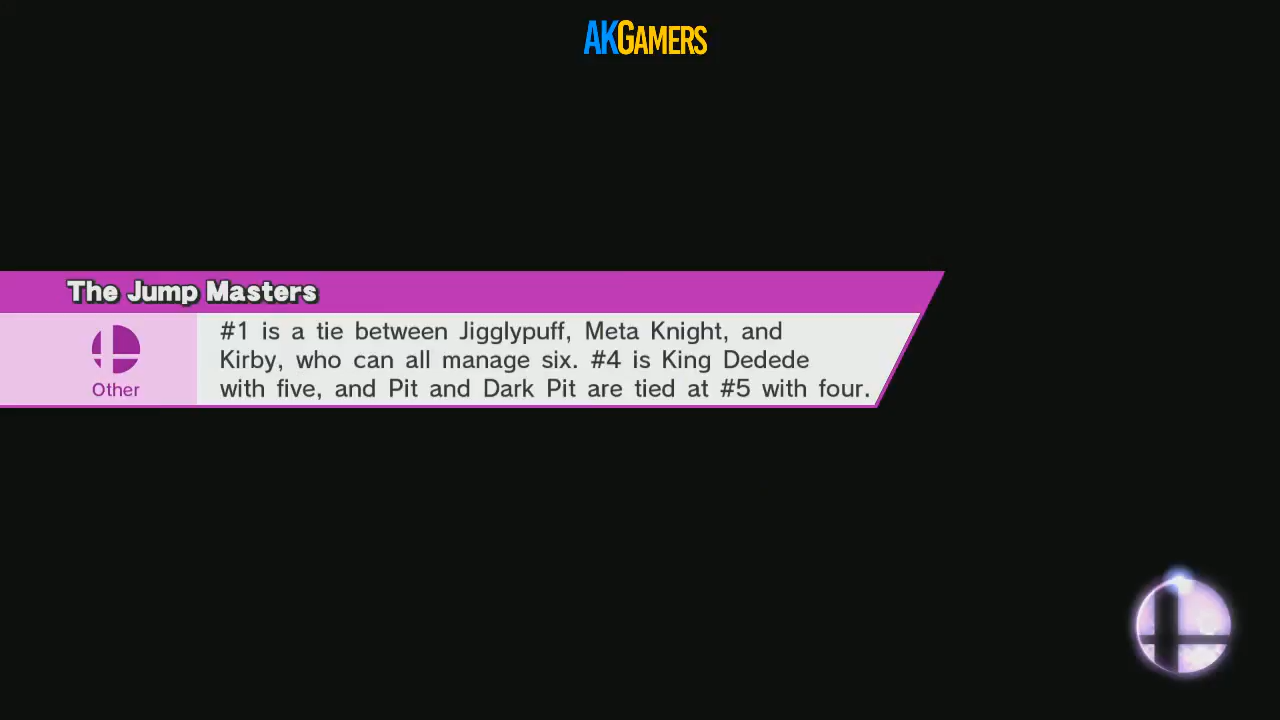 AKGAMERS
The Jump Masters
#1 is a tie between Jigglypuff, Meta Knight, and
Kirby, who can all manage six. #4 is King Dedede
with five, and Pit and Dark Pit are tied at #5 with four.
Other